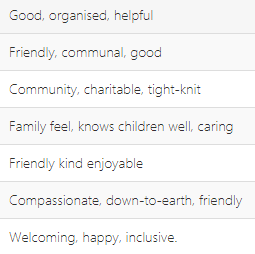 Good, organised, helpful
Friendly, communal, good
Community, charitable, tight-knit
Family feel, knows children well, caring
Friendly kind enjoyable
Compassionate, down-to-earth, friendly
Welcoming, happy, inclusive.